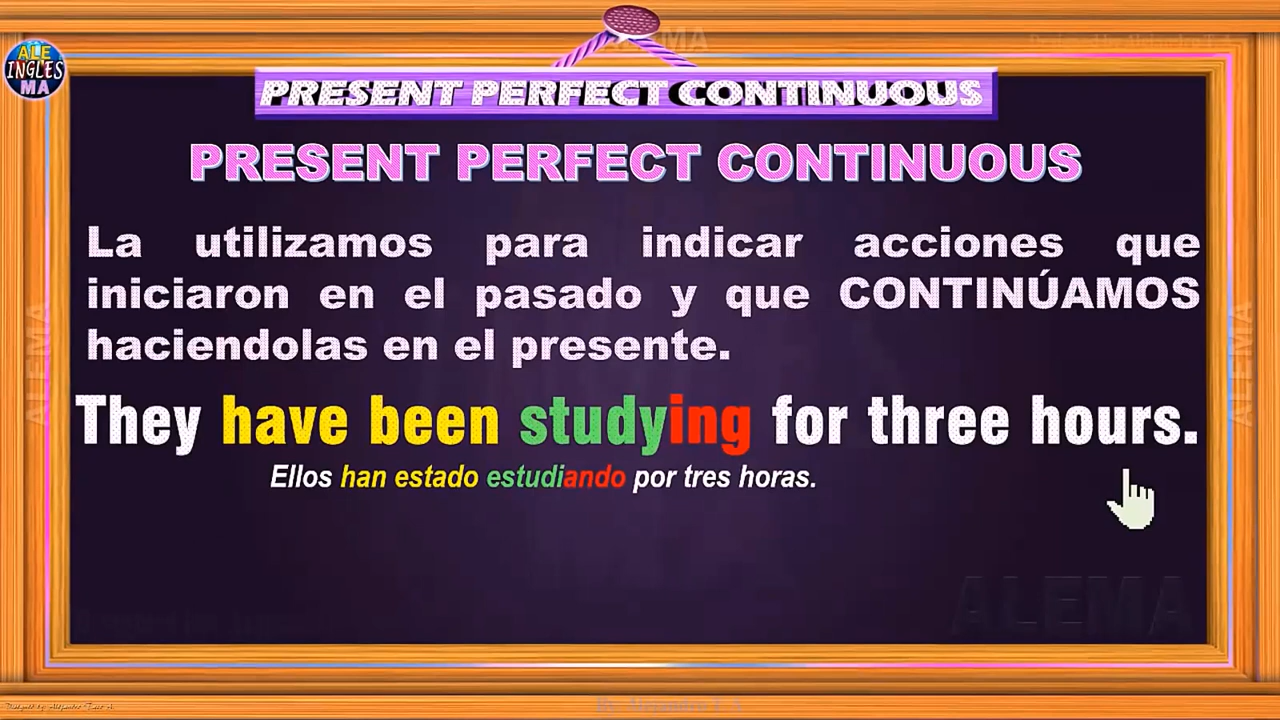 ALE
INGLES
MA
PRESENT PERFECT CONTINUOUS
PRESENT PERFECT CONTINUOUS
La utilizamos para indicar acciones que
iniciaron en el pasado y que CONTINÚAMOS
haciendolas en el presente.
They have been studying for three hours.
Ellos han estado estudiando por tres horas.
ALEMA
ALEMA
ALEMA